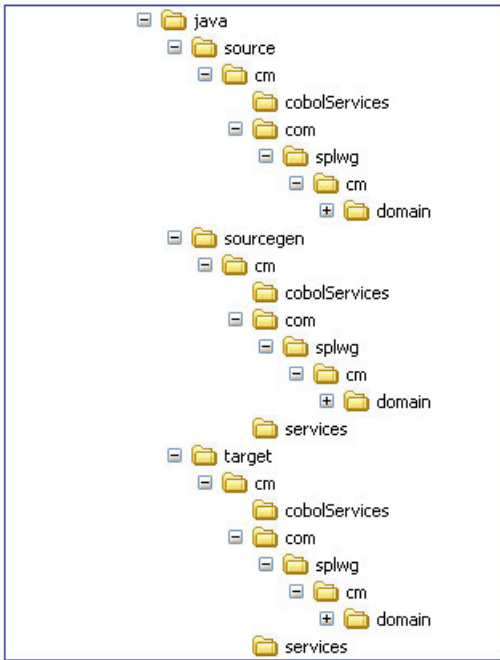 java
source
cm
cobolServices
com
splwg
cm
domain
sourcegen
cm
cobolServices
com
splwg
cm
domain
services
target
cm
cobolServices
com
splwg
cm
domain
services